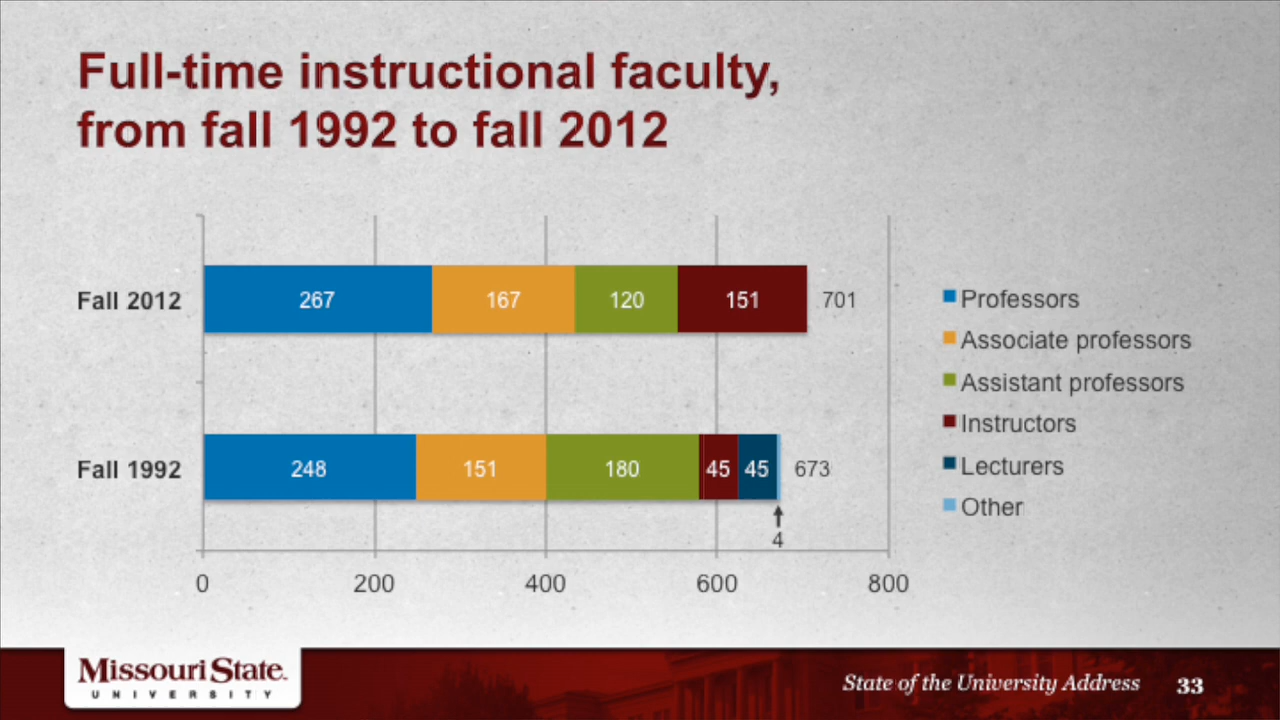 Full-time instructional faculty,
from fall 1992 to fall 2012
Fall 2012
267
167
120
151
701
Fall 1992
248
151
180
45
45
673
4
0
200
400
600
800
Professors
Associate professors
Assistant professors
Instructors
Lecturers
Other
Missouri State.
UNIVERSITY
State of the University Address
33